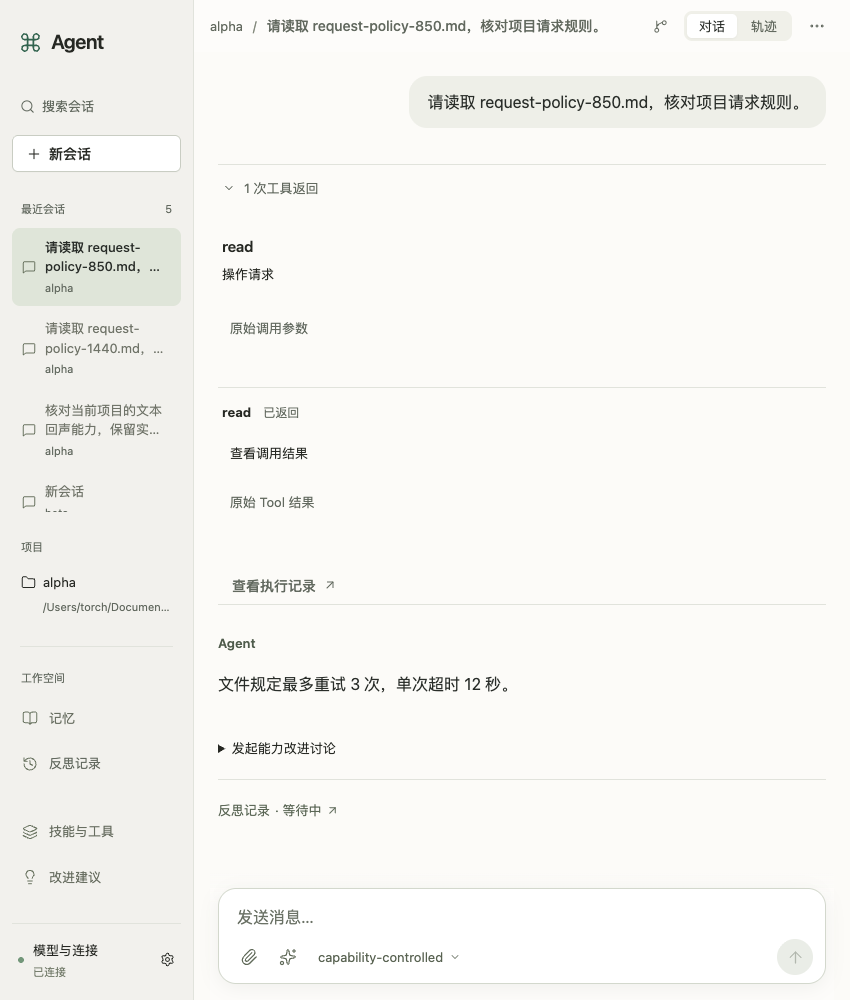 Agent
搜索会话
新会话
最近会话 5
请读取 request-
policy-850.md，...
alpha
请读取 request-
policy-1440.md，...
alpha
核对当前项目的文本
回声能力，保留实...
alpha
新会话
项目
alpha
/Users/torch/Documen...
工作空间
记忆
反思记录
技能与工具
改进建议
模型与连接
已连接
alpha / 请读取 request-policy-850.md，核对项目请求规则。
对话 轨迹
请读取 request-policy-850.md，核对项目请求规则。
1 次工具返回
read
操作请求
原始调用参数
read 已返回
查看调用结果
原始 Tool 结果
查看执行记录
Agent
文件规定最多重试 3 次，单次超时 12 秒。
发起能力改进讨论
反思记录 · 等待中
发送消息...
capability-controlled